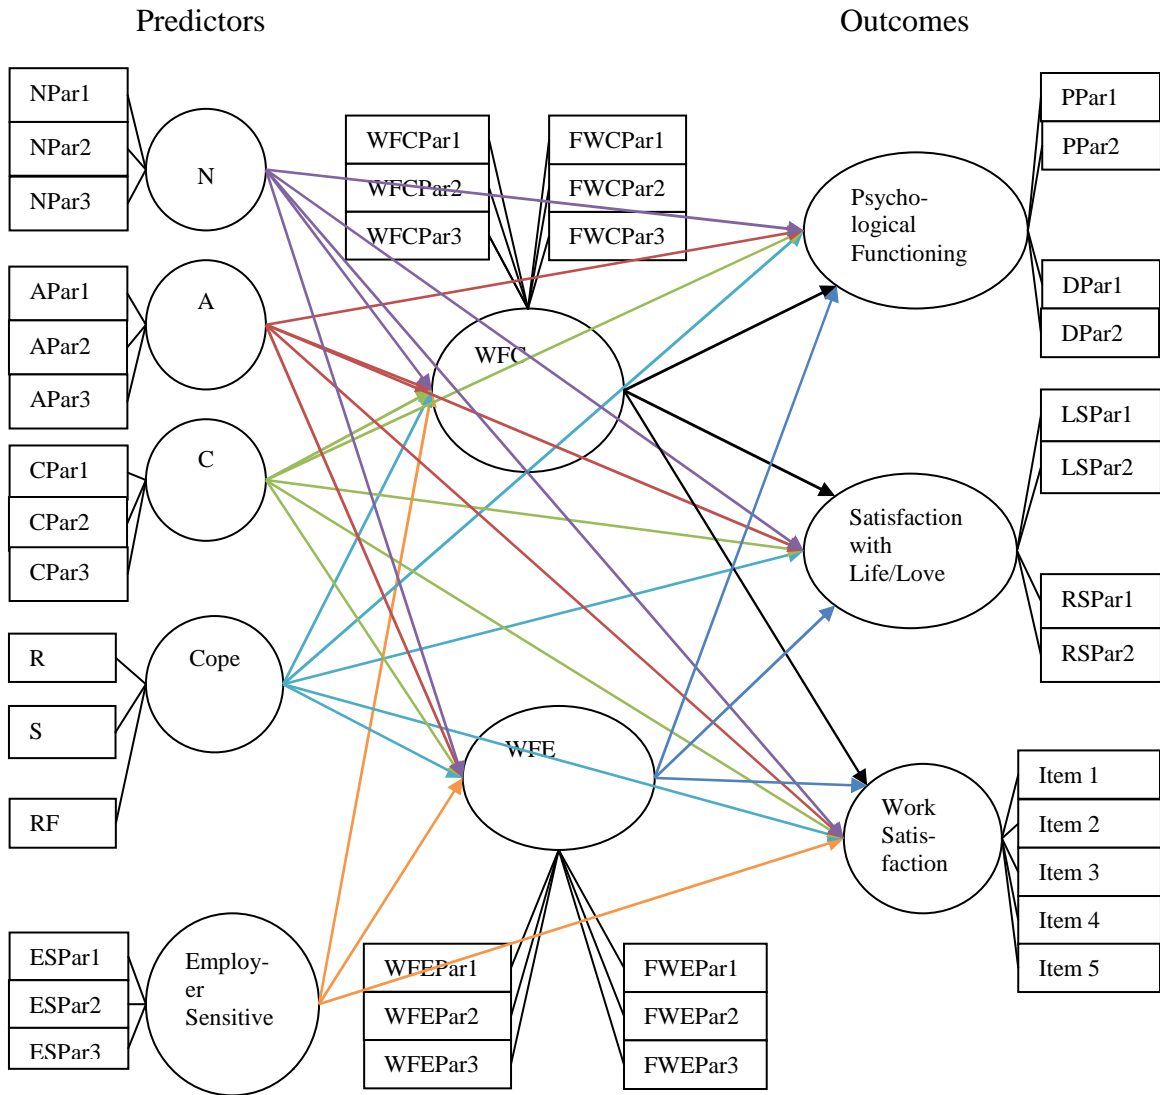 Predictors
Outcomes
NPar1
NPar2
NPar3
N
APar1
APar2
APar3
A
CPar1
CPar2
CPar3
C
R
S
RF
Cope
ESPar1
ESPar2
ESPar3
Employ-
er
Sensitive
WFCPar1
WFCPar2
WFCPar3
FWCPar1
FWCPar2
FWCPar3
WFC
WFE
WFEPar1
WFEPar2
WFEPar3
FWEPar1
FWEPar2
FWEPar3
Psycho-
logical
Functioning
PPar1
PPar2
DPar1
DPar2
Satisfaction
with
Life/Love
LSPar1
LSPar2
RSPar1
RSPar2
Work
Satis-
faction
Item 1
Item 2
Item 3
Item 4
Item 5